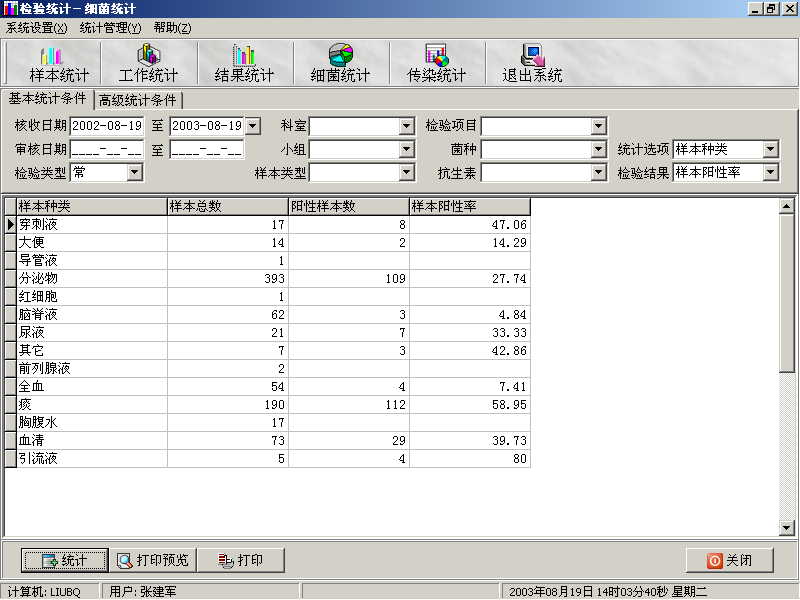 检验统计－细菌统计
系统设置(X) 统计管理(Y) 帮助(Z)
样本统计 工作统计 结果统计 细菌统计 传染统计 退出系统
基本统计条件 高级统计条件
核收日期 2002-08-19 至 2003-08-19 科室 检验项目
审核日期 ____-__-__ 至 ____-__-__ 小组 菌种 统计选项 样本种类
检验类型 常 样本类型 抗生素 检验结果 样本阳性率
样本种类 样本总数 阳性样本数 样本阳性率
穿刺液 17 8 47.06
大便 14 2 14.29
导管液 1
分泌物 393 109 27.74
红细胞 1
脑脊液 62 3 4.84
尿液 21 7 33.33
其它 7 3 42.86
前列腺液 2
全血 54 4 7.41
痰 190 112 58.95
胸腹水 17
血清 73 29 39.73
引流液 5 4 80
统计 打印预览 打印 关闭
计算机: LIUBQ 用户: 张建军 2003年08月19日 14时03分40秒 星期二